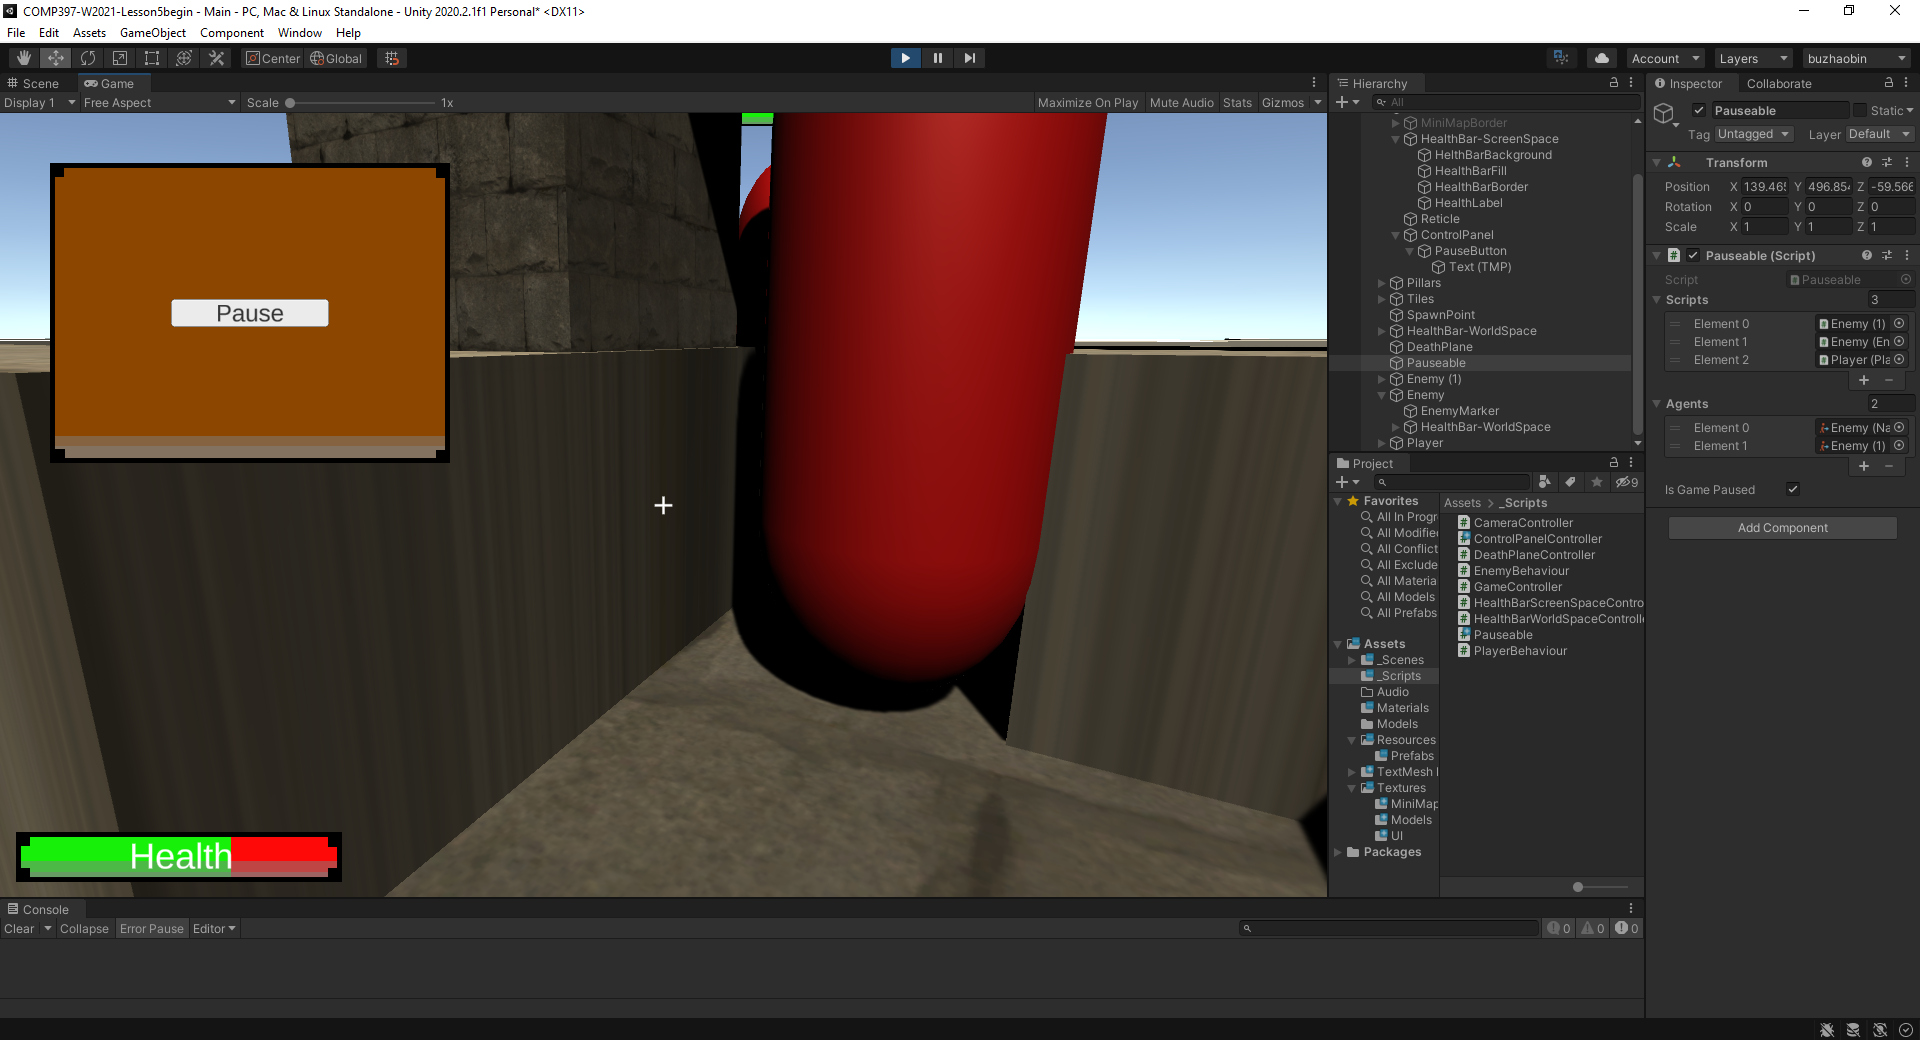 COMP397-W2021-Lesson5begin - Main - PC, Mac & Linux Standalone - Unity 2020.2.1f1 Personal* <DX11>
File Edit Assets GameObject Component Window Help
Center Global Account Layers buzhaobin
Scene Game
Display 1 Free Aspect Scale 1x Maximize On Play Mute Audio Stats Gizmos
Pause
Health
Hierarchy
All
MiniMapBorder
HealthBar-ScreenSpace
HelthBarBackground
HealthBarFill
HealthBarBorder
HealthLabel
Reticle
ControlPanel
PauseButton
Text (TMP)
Pillars
Tiles
SpawnPoint
HealthBar-WorldSpace
DeathPlane
Pauseable
Enemy (1)
Enemy
EnemyMarker
HealthBar-WorldSpace
Player
Project
9
Favorites
All In Progr
All Modifie
All Conflict
All Exclude
All Materia
All Models
All Prefabs
Assets
_Scenes
_Scripts
Audio
Materials
Models
Resources
Prefabs
TextMesh
Textures
MiniMap
Models
UI
Packages
Assets > _Scripts
CameraController
ControlPanelController
DeathPlaneController
EnemyBehaviour
GameController
HealthBarScreenSpaceContro
HealthBarWorldSpaceControll
Pauseable
PlayerBehaviour
Inspector Collaborate
Pauseable Static
Tag Untagged Layer Default
Transform
Position X 139.465 Y 496.854 Z -59.566
Rotation X 0 Y 0 Z 0
Scale X 1 Y 1 Z 1
# Pauseable (Script)
Script Pauseable
Scripts 3
Element 0 Enemy (1)
Element 1 Enemy (En
Element 2 Player (Pla
+ -
Agents 2
Element 0 Enemy (Na
Element 1 Enemy (1)
+ -
Is Game Paused
Add Component
Console
Clear Collapse Error Pause Editor 0 0 0